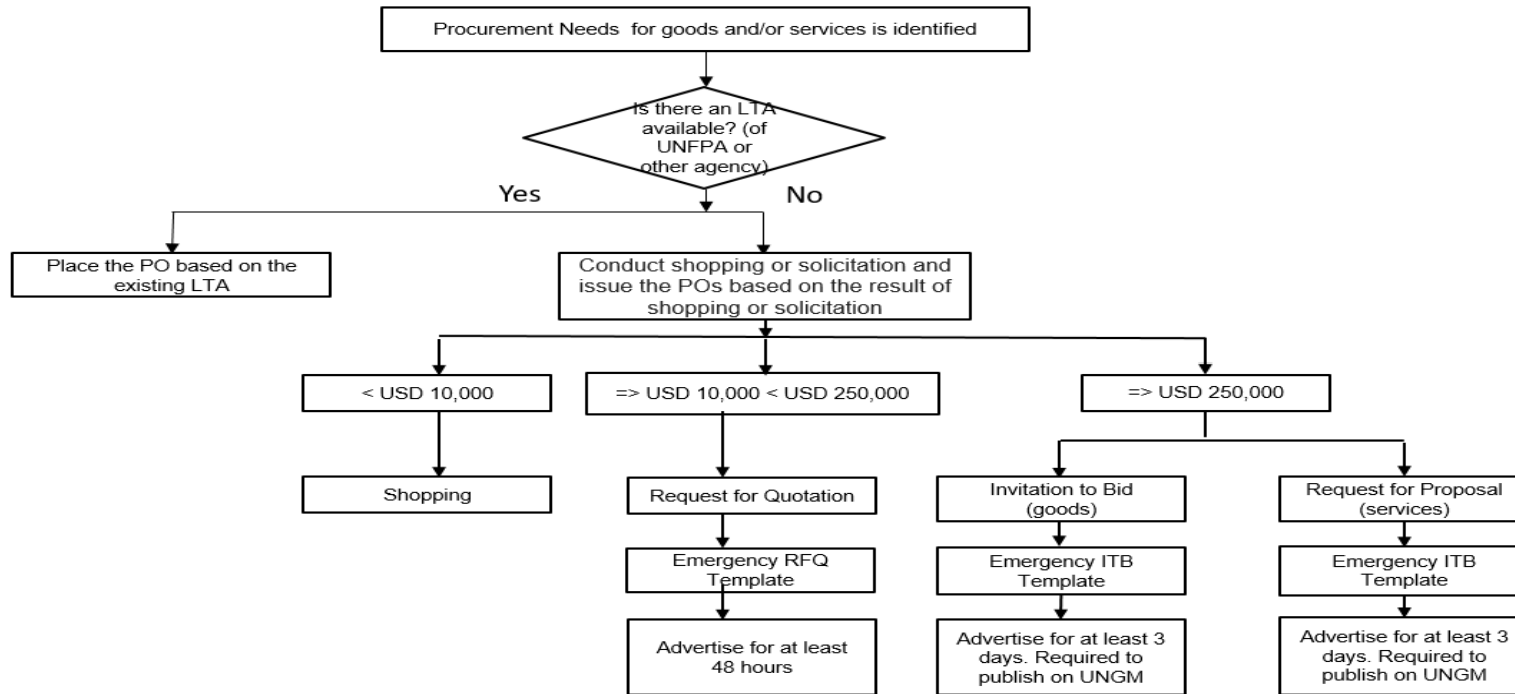 Procurement Needs for goods and/or services is identified
Is there an LTA
available? (of
UNFPA or
other agency)
Yes
No
Place the PO based on the
existing LTA
Conduct shopping or solicitation and
issue the POs based on the result of
shopping or solicitation
< USD 10,000
=> USD 10,000 < USD 250,000
=> USD 250,000
Shopping
Request for Quotation
Invitation to Bid
(goods)
Request for Proposal
(services)
Emergency RFQ
Template
Emergency ITB
Template
Emergency ITB
Template
Advertise for at least
48 hours
Advertise for at least 3
days. Required to
publish on UNGM
Advertise for at least 3
days. Required to
publish on UNGM